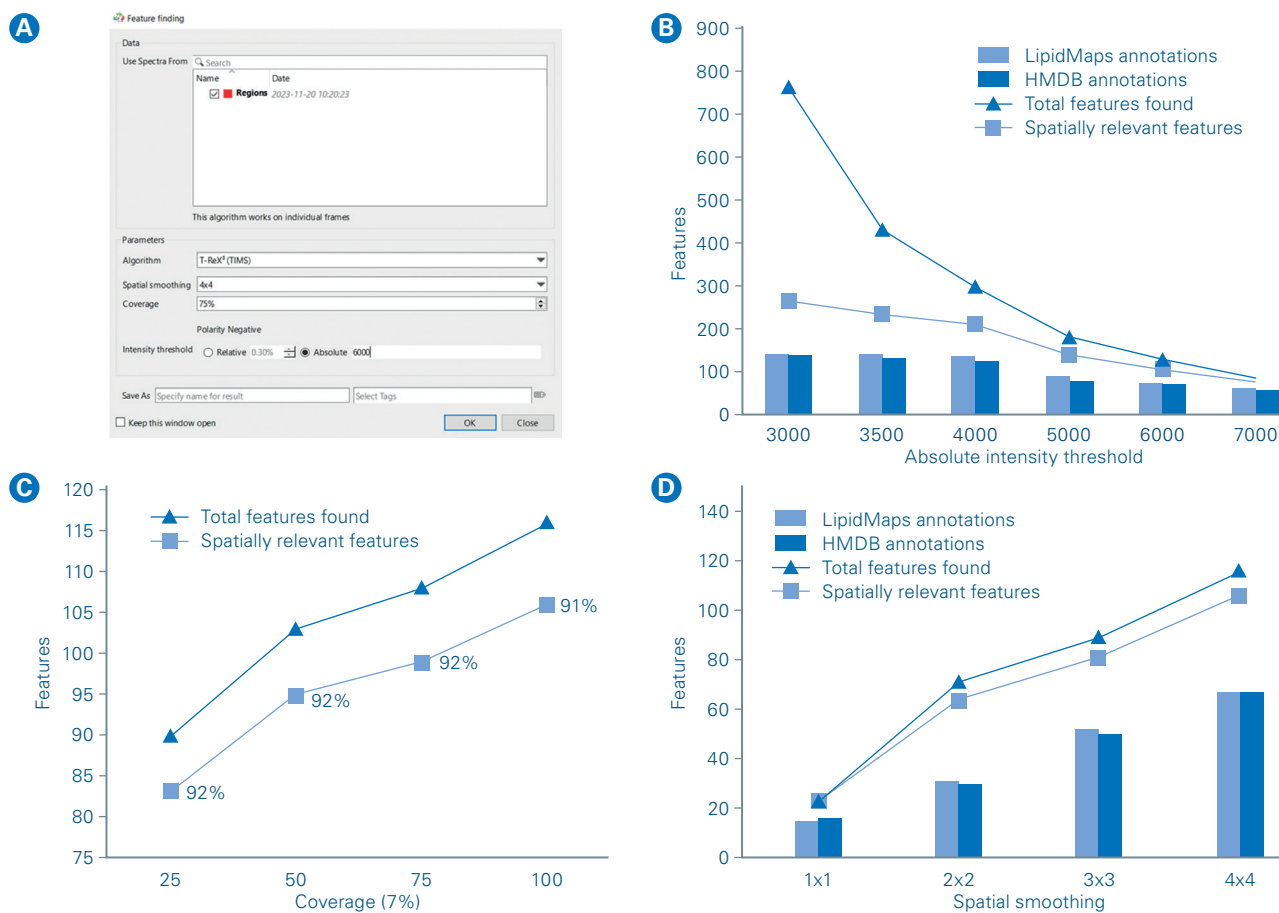 A
Feature finding
Data
Use Spectra From
Search
Name Date
Regions 2023-11-20 10:20:23
This algorithm works on individual frames
Parameters
Algorithm T-ReX³ (TIMS)
Spatial smoothing 4x4
Coverage 75%
Polarity Negative
Intensity threshold Relative 0.30% Absolute 6000
Save As Specify name for result Select Tags
Keep this window open OK Close
B
900
800
700
600
500
400
300
200
100
0
Features
LipidMaps annotations
HMDB annotations
Total features found
Spatially relevant features
3000 3500 4000 5000 6000 7000
Absolute intensity threshold
C
120
115
110
105
100
95
90
85
80
75
Features
Total features found
Spatially relevant features
92%
92%
92%
91%
25 50 75 100
Coverage (7%)
D
140
120
100
80
60
40
20
0
Features
LipidMaps annotations
HMDB annotations
Total features found
Spatially relevant features
1x1 2x2 3x3 4x4
Spatial smoothing